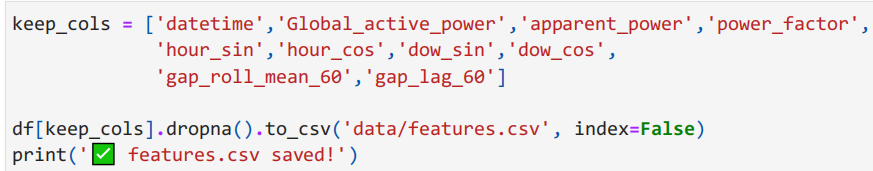 keep_cols = ['datetime','Global_active_power','apparent_power','power_factor',
            'hour_sin','hour_cos','dow_sin','dow_cos',
            'gap_roll_mean_60','gap_lag_60']
df[keep_cols].dropna().to_csv('data/features.csv', index=False)
print('✅ features.csv saved!')